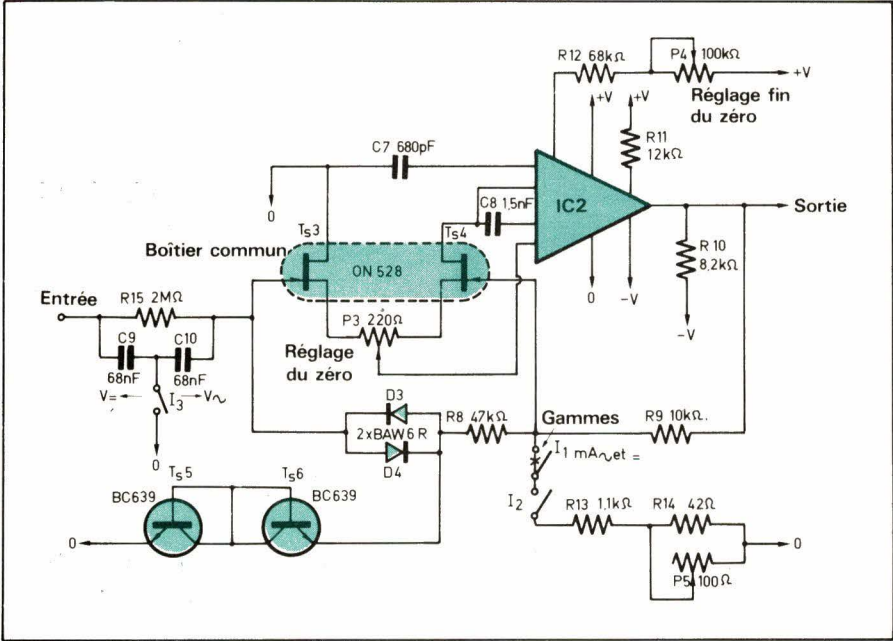 R12 68kΩ
P4 100kΩ
+V
Réglage fin
du zéro
+V
+V
R11
12kΩ
C7 680pF
IC2
0
C8 1,5nF
Sortie
Ts3
Ts4
Boîtier commun
ON 528
R10
8,2kΩ
Entrée
R15 2MΩ
0
-V
P3 220Ω
-V
C9
C10
68nF
68nF
Réglage
du zéro
V=
I3
V~
D3
R8 47kΩ
Gammes
R9 10kΩ
2xBAW6R
I1 mA~et =
0
D4
Ts5
Ts6
BC639
BC639
I2
R13 1,1kΩ
R14 42Ω
0
0
P5 100Ω